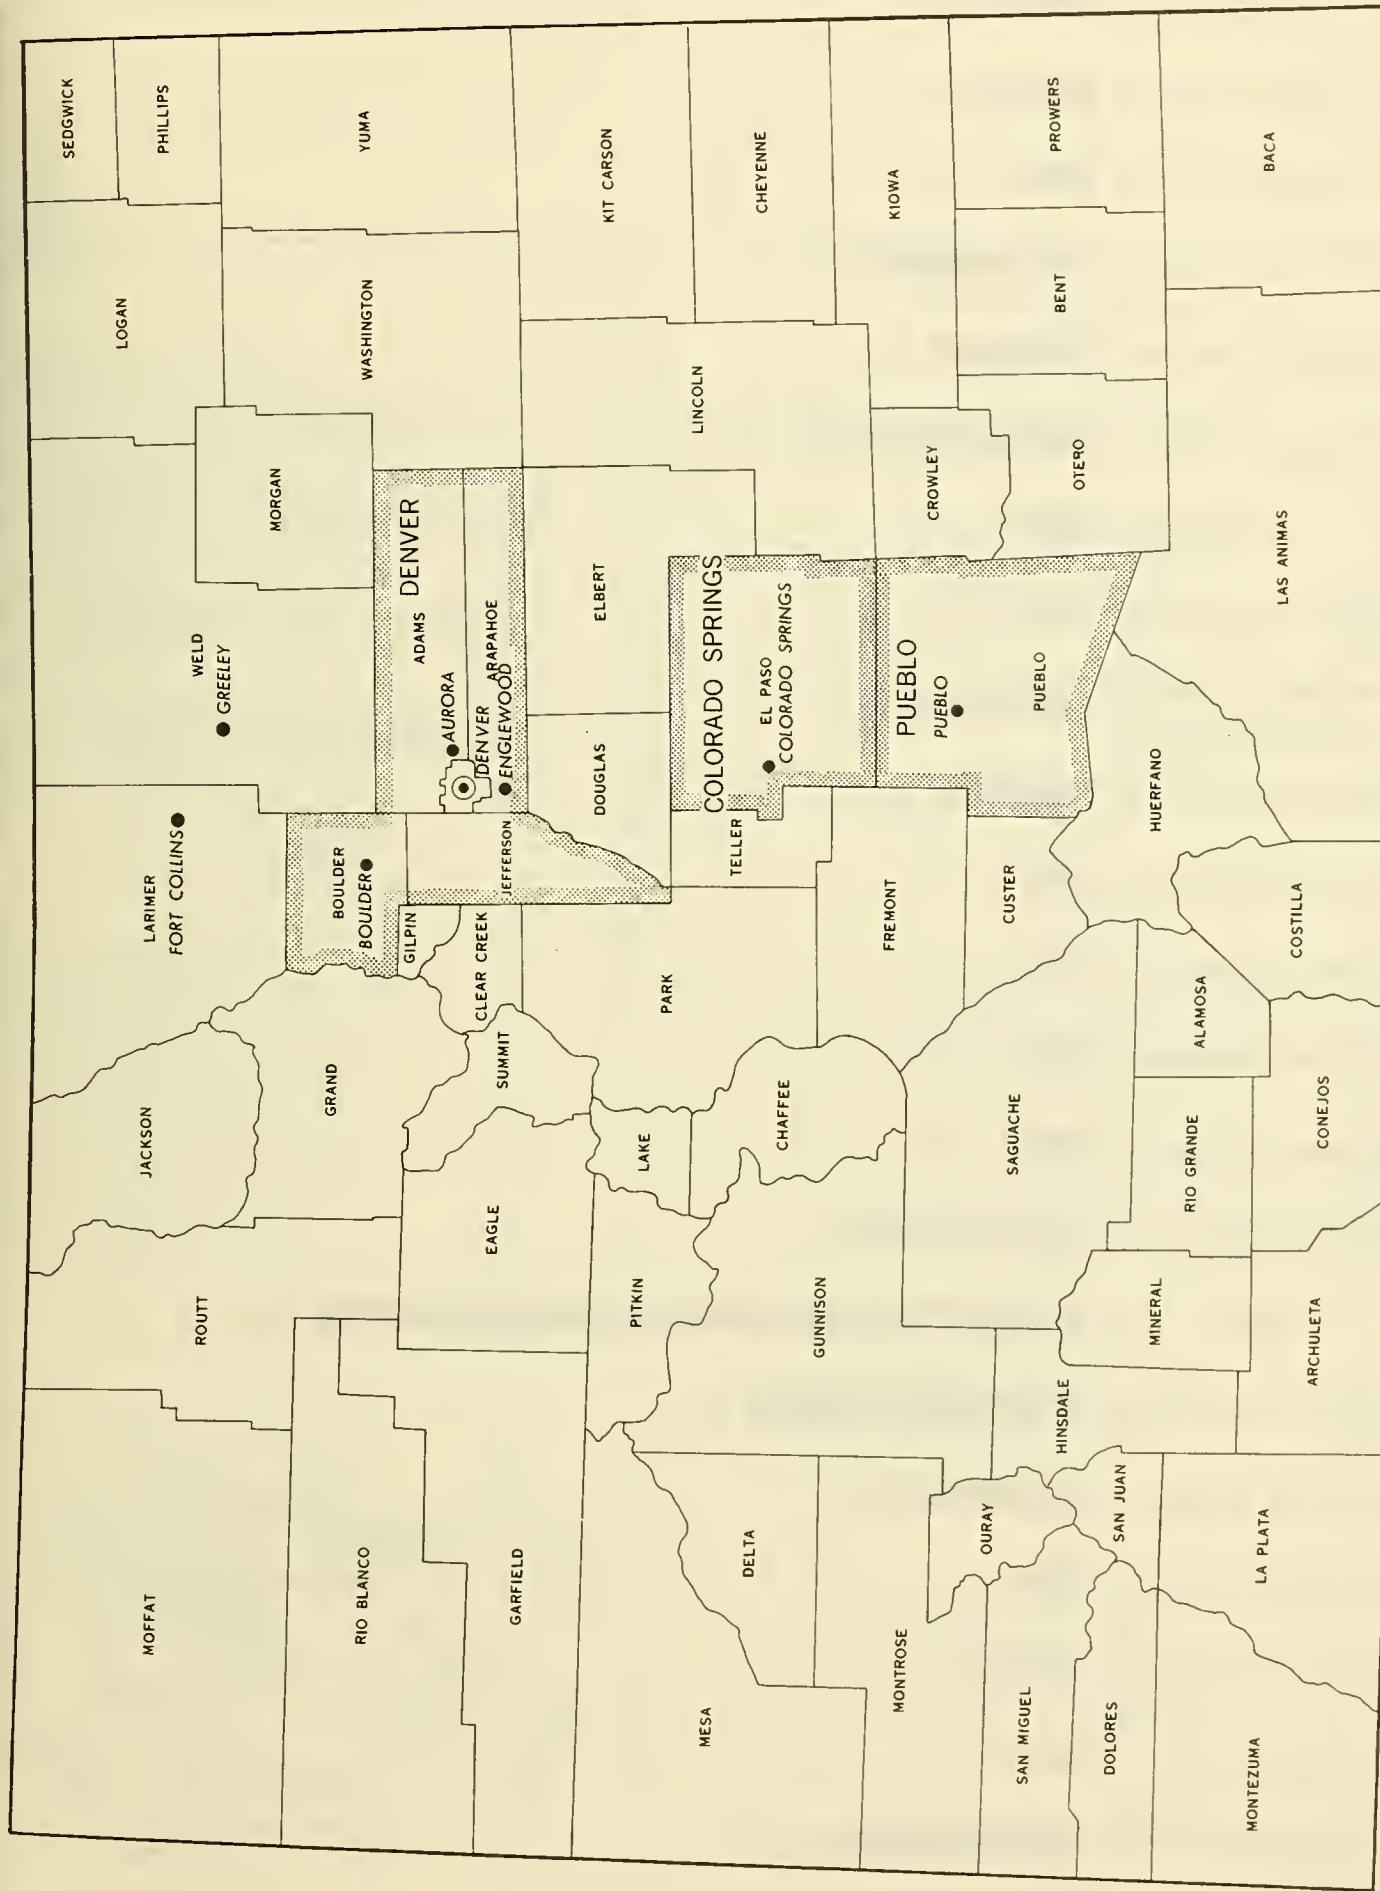 MOFFAT
ROUTT
JACKSON
LARIMER
FORT COLLINS
WELD
GREELEY
LOGAN
SEDGWICK
PHILLIPS
MORGAN
WASHINGTON
YUMA
RIO BLANCO
GRAND
BOULDER
BOULDER
GILPIN
ADAMS
DENVER
AURORA
DENVER
ARAPAHOE
ENGLEWOOD
JEFFERSON
CLEAR CREEK
SUMMIT
EAGLE
GARFIELD
PITKIN
LAKE
PARK
DOUGLAS
ELBERT
LINCOLN
KIT CARSON
CHEYENNE
MESA
DELTA
GUNNISON
CHAFFEE
TELLER
COLORADO SPRINGS
EL PASO
COLORADO SPRINGS
KIOWA
MONTROSE
OURAY
FREMONT
CUSTER
PUEBLO
PUEBLO
PUEBLO
CROWLEY
OTERO
BENT
PROWERS
SAN MIGUEL
HINSDALE
SAGUACHE
DOLORES
SAN JUAN
MINERAL
RIO GRANDE
ALAMOSA
HUERFANO
MONTEZUMA
LA PLATA
ARCHULETA
CONEJOS
COSTILLA
LAS ANIMAS
BACA